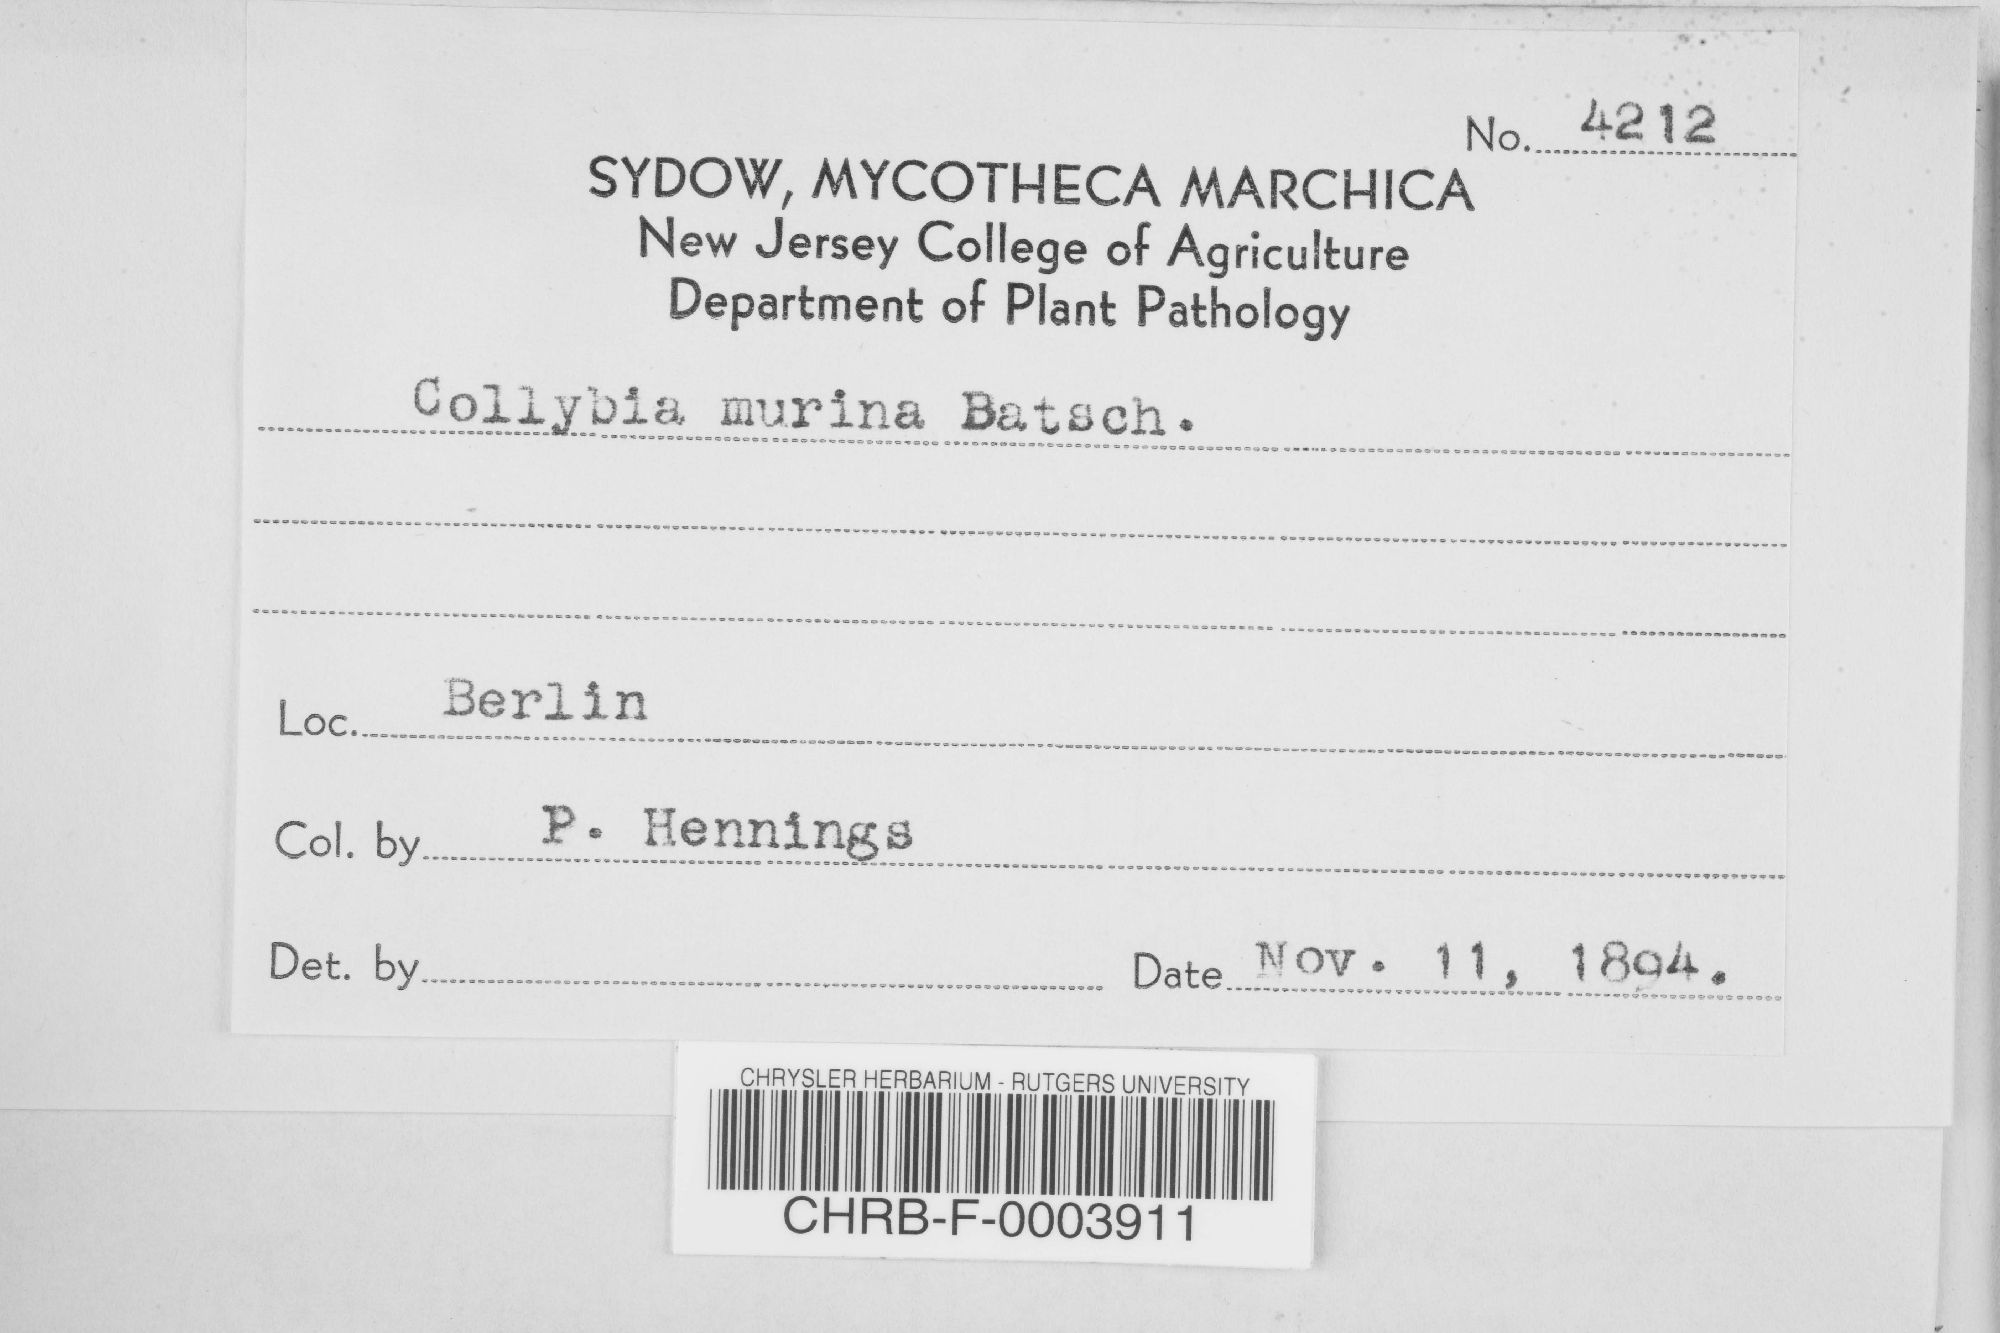 No. 4212
SYDOW, MYCOTHECA MARCHICA
New Jersey College of Agriculture
Department of Plant Pathology
Collybia murina Batsch.
Loc. Berlin
Col. by P. Hennings
Det. by Date Nov. 11, 1894.
CHRYSLER HERBARIUM - RUTGERS UNIVERSITY
CHRB-F-0003911